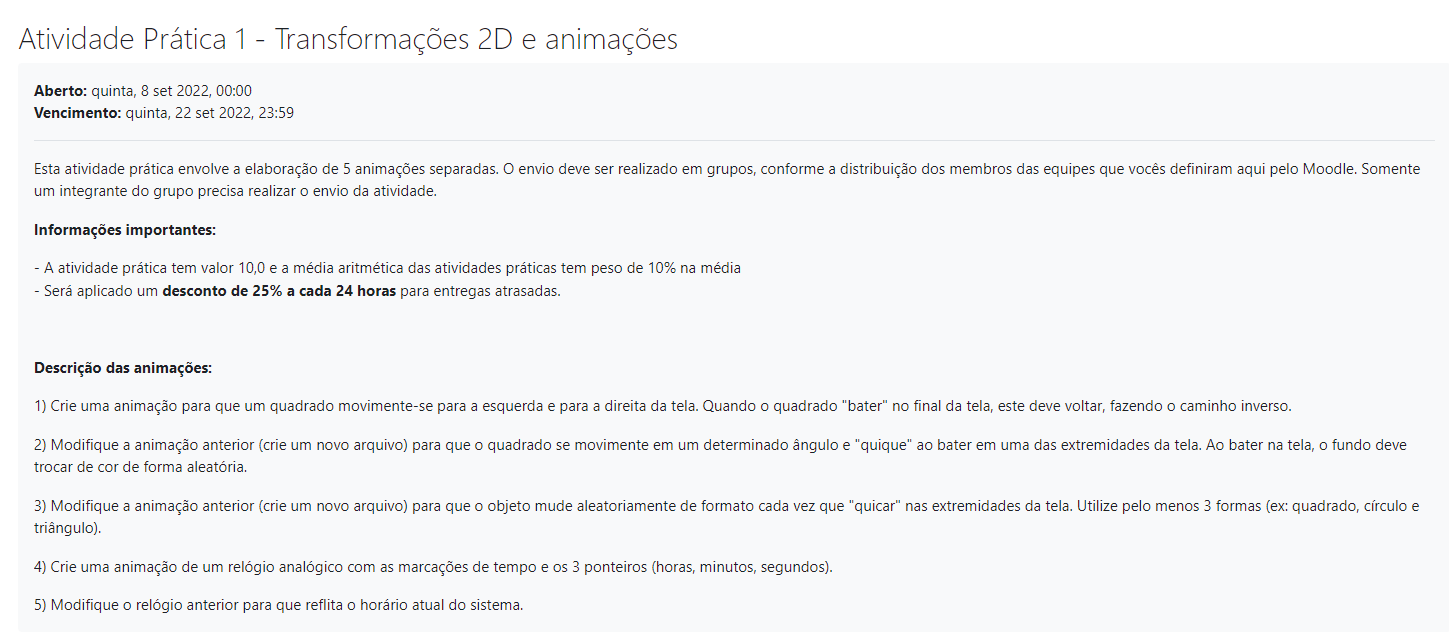 Atividade Prática 1 - Transformações 2D e animações
Aberto: quinta, 8 set 2022, 00:00
Vencimento: quinta, 22 set 2022, 23:59
Esta atividade prática envolve a elaboração de 5 animações separadas. O envio deve ser realizado em grupos, conforme a distribuição dos membros das equipes que vocês definiram aqui pelo Moodle. Somente
um integrante do grupo precisa realizar o envio da atividade.
Informações importantes:
- A atividade prática tem valor 10,0 e a média aritmética das atividades práticas tem peso de 10% na média
- Será aplicado um desconto de 25% a cada 24 horas para entregas atrasadas.
Descrição das animações:
1) Crie uma animação para que um quadrado movimente-se para a esquerda e para a direita da tela. Quando o quadrado "bater" no final da tela, este deve voltar, fazendo o caminho inverso.
2) Modifique a animação anterior (crie um novo arquivo) para que o quadrado se movimente em um determinado ângulo e "quique" ao bater em uma das extremidades da tela. Ao bater na tela, o fundo deve
trocar de cor de forma aleatória.
3) Modifique a animação anterior (crie um novo arquivo) para que o objeto mude aleatoriamente de formato cada vez que "quicar" nas extremidades da tela. Utilize pelo menos 3 formas (ex: quadrado, círculo e
triângulo).
4) Crie uma animação de um relógio analógico com as marcações de tempo e os 3 ponteiros (horas, minutos, segundos).
5) Modifique o relógio anterior para que reflita o horário atual do sistema.